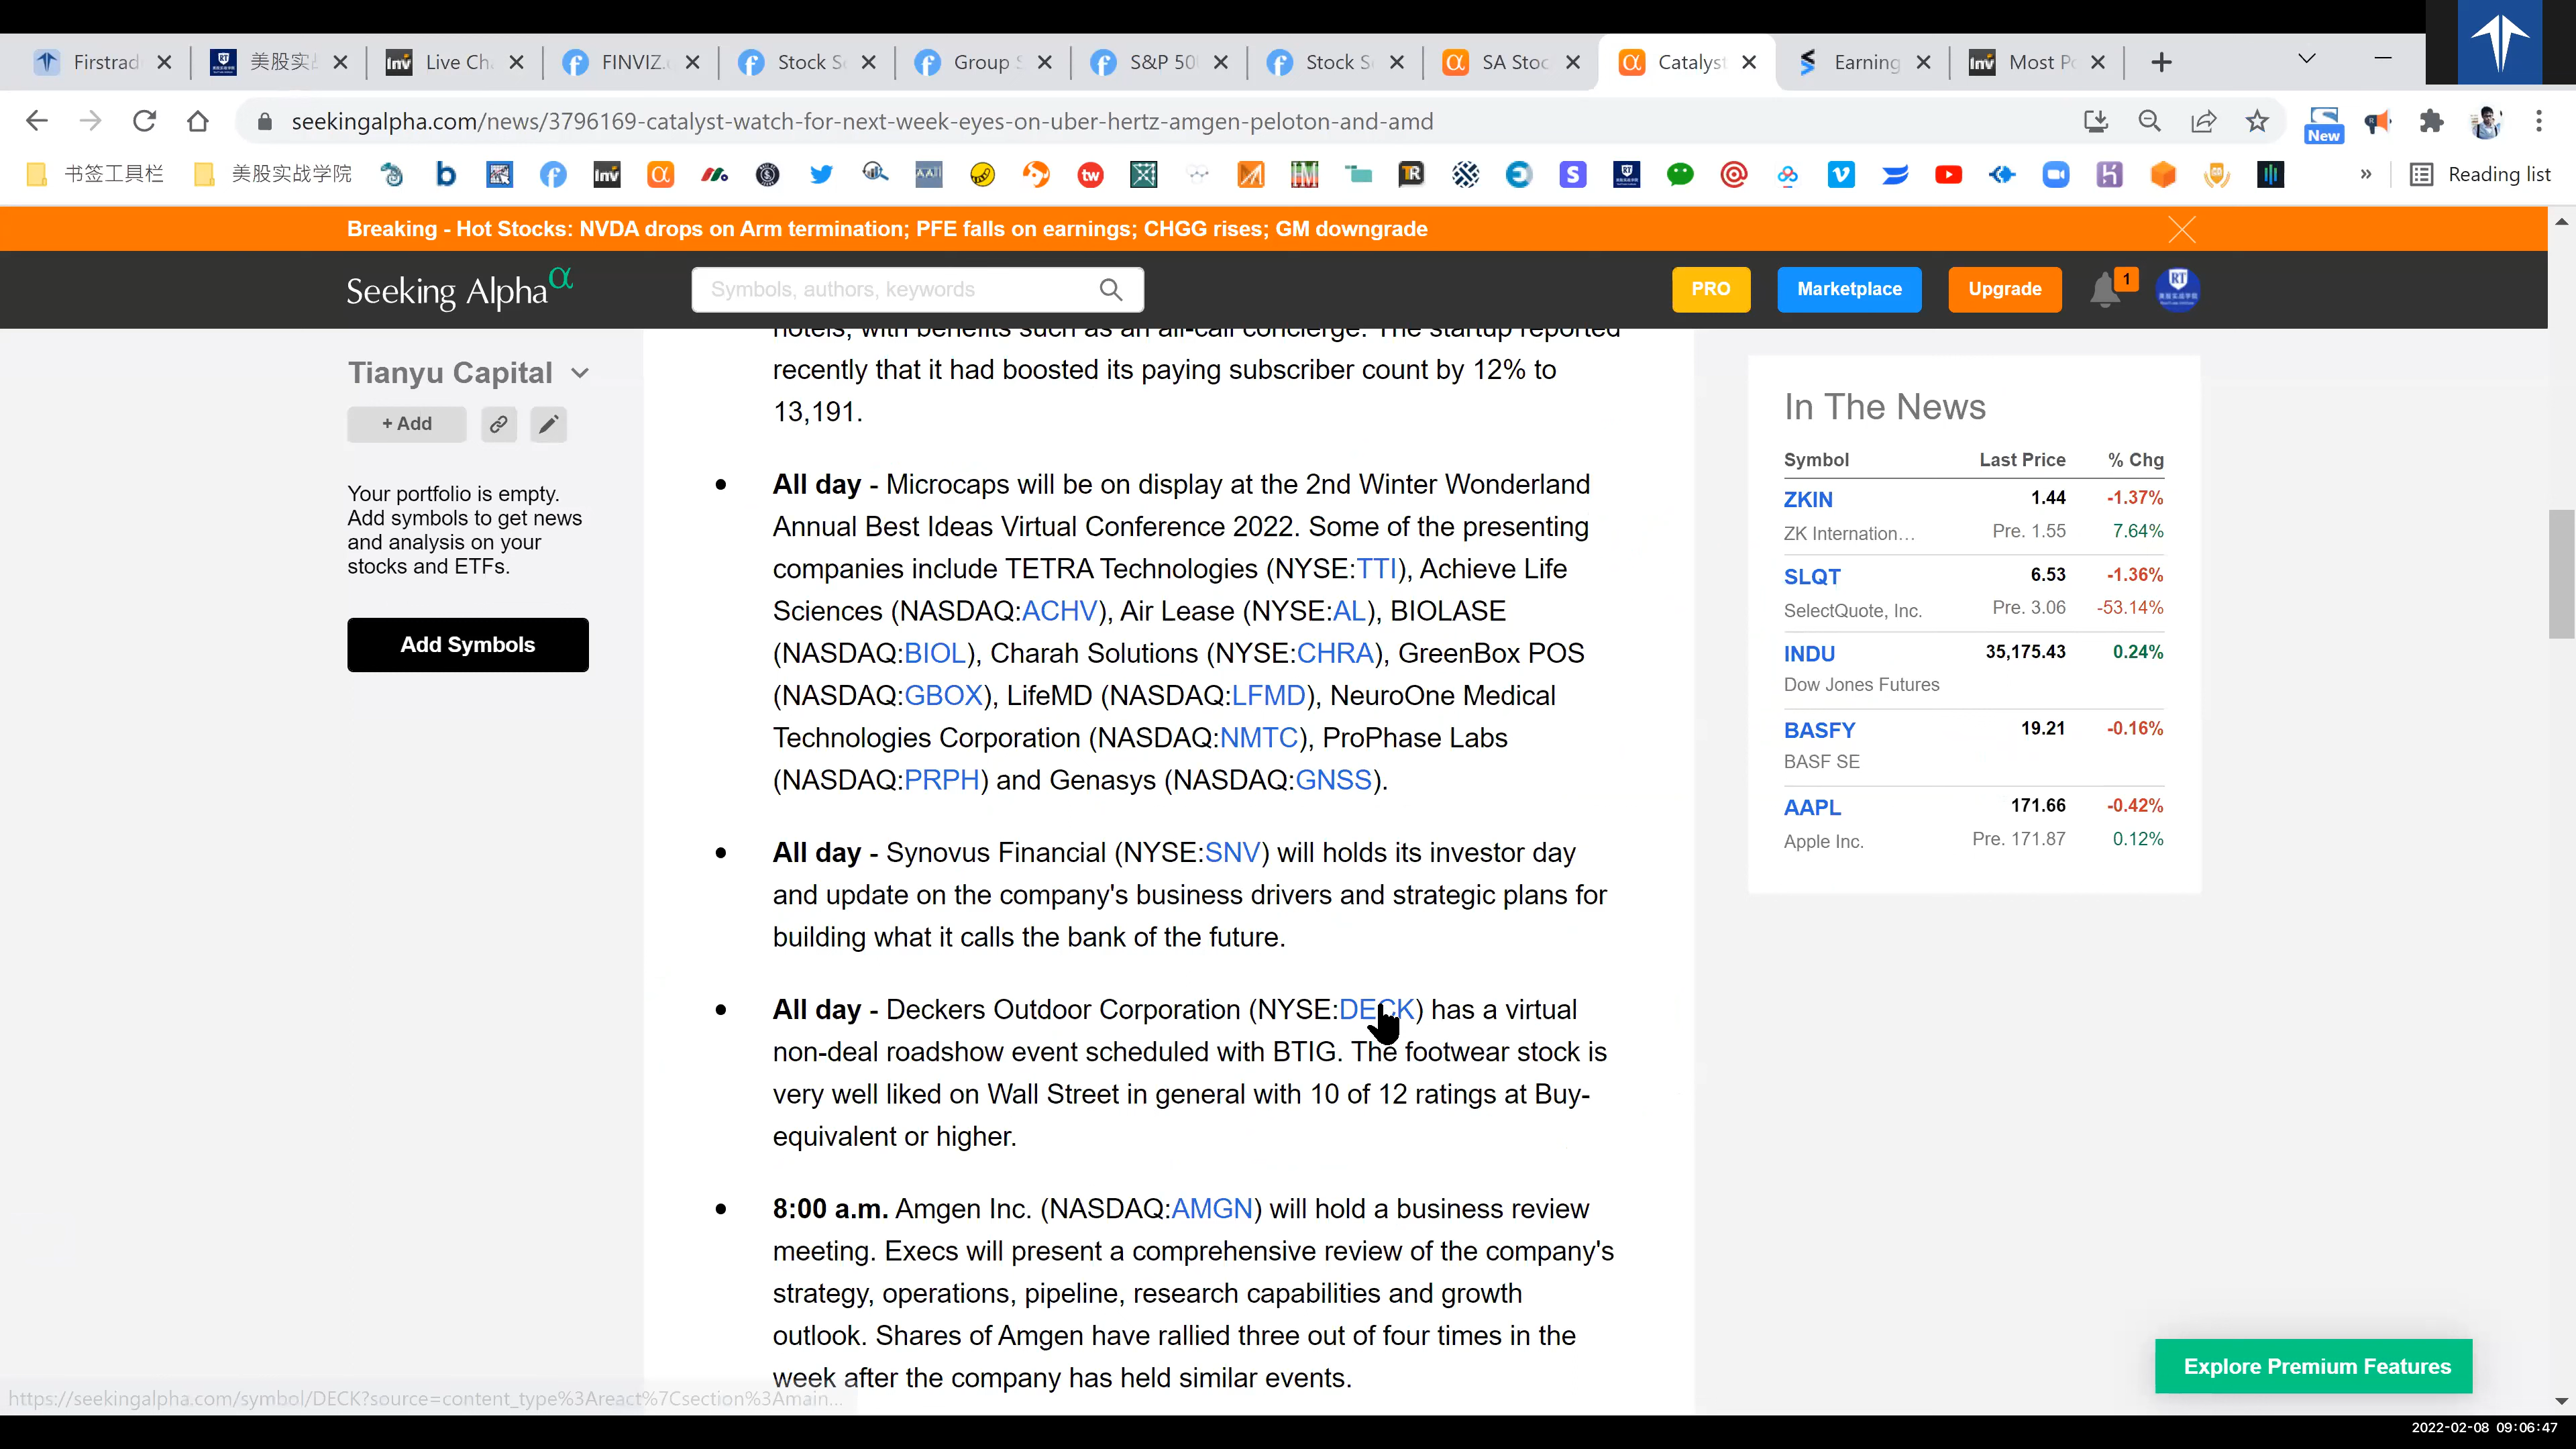 Firstrad
美股实
Live Ch
FINVIZ.
Stock S
Group S
S&P 50
Stock S
SA Stoc
Catalyst
Earning
Most P
seekingalpha.com/news/3796169-catalyst-watch-for-next-week-eyes-on-uber-hertz-amgen-peloton-and-amd
New
书签工具栏
美股实战学院
Reading list
Breaking - Hot Stocks: NVDA drops on Arm termination; PFE falls on earnings; CHGG rises; GM downgrade
Seeking Alpha α
Symbols, authors, keywords
PRO
Marketplace
Upgrade
1
Tianyu Capital
+ Add
Your portfolio is empty.
Add symbols to get news
and analysis on your
stocks and ETFs.
Add Symbols
hotels, with benefits such as an all-call concierge. The startup reported
recently that it had boosted its paying subscriber count by 12% to
13,191.
All day - Microcaps will be on display at the 2nd Winter Wonderland
Annual Best Ideas Virtual Conference 2022. Some of the presenting
companies include TETRA Technologies (NYSE:TTI), Achieve Life
Sciences (NASDAQ:ACHV), Air Lease (NYSE:AL), BIOLASE
(NASDAQ:BIOL), Charah Solutions (NYSE:CHRA), GreenBox POS
(NASDAQ:GBOX), LifeMD (NASDAQ:LFMD), NeuroOne Medical
Technologies Corporation (NASDAQ:NMTC), ProPhase Labs
(NASDAQ:PRPH) and Genasys (NASDAQ:GNSS).
All day - Synovus Financial (NYSE:SNV) will holds its investor day
and update on the company's business drivers and strategic plans for
building what it calls the bank of the future.
All day - Deckers Outdoor Corporation (NYSE:DECK) has a virtual
non-deal roadshow event scheduled with BTIG. The footwear stock is
very well liked on Wall Street in general with 10 of 12 ratings at Buy-
equivalent or higher.
8:00 a.m. Amgen Inc. (NASDAQ:AMGN) will hold a business review
meeting. Execs will present a comprehensive review of the company's
strategy, operations, pipeline, research capabilities and growth
outlook. Shares of Amgen have rallied three out of four times in the
week after the company has held similar events.
In The News
Symbol Last Price % Chg
ZKIN 1.44 -1.37%
ZK Internation… Pre. 1.55 7.64%
SLQT 6.53 -1.36%
SelectQuote, Inc. Pre. 3.06 -53.14%
INDU 35,175.43 0.24%
Dow Jones Futures
BASFY 19.21 -0.16%
BASF SE
AAPL 171.66 -0.42%
Apple Inc. Pre. 171.87 0.12%
Explore Premium Features
https://seekingalpha.com/symbol/DECK?source=content_type%3Areact%7Csection%3Amain...
2022-02-08 09:06:47